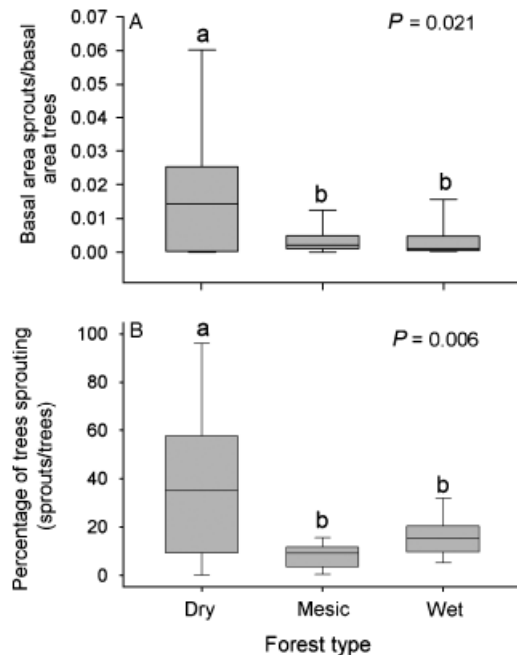 A
P = 0.021
Basal area sprouts/basal
area trees
0.07
0.06
0.05
0.04
0.03
0.02
0.01
0.00
a
b
b
B
P = 0.006
Percentage of trees sprouting
(sprouts/trees)
100
80
60
40
20
0
a
b
b
Dry
Mesic
Wet
Forest type